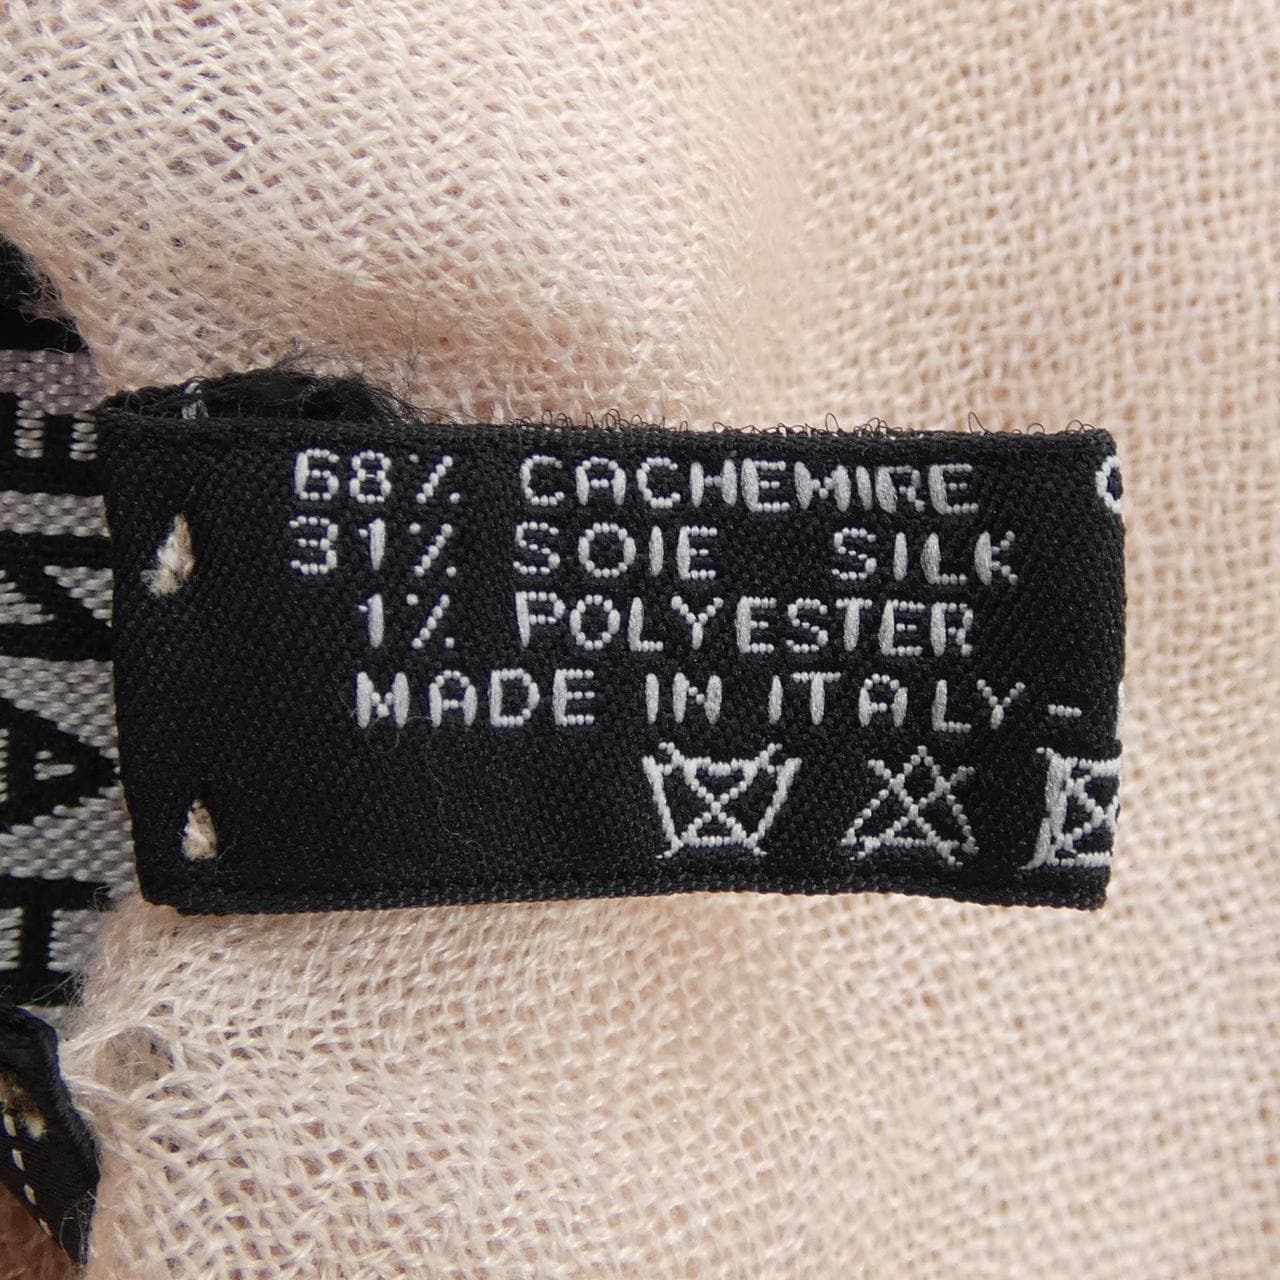 68% CACHEMIRE
31% SOIE SILK
1% POLYESTER
MADE IN ITALY -